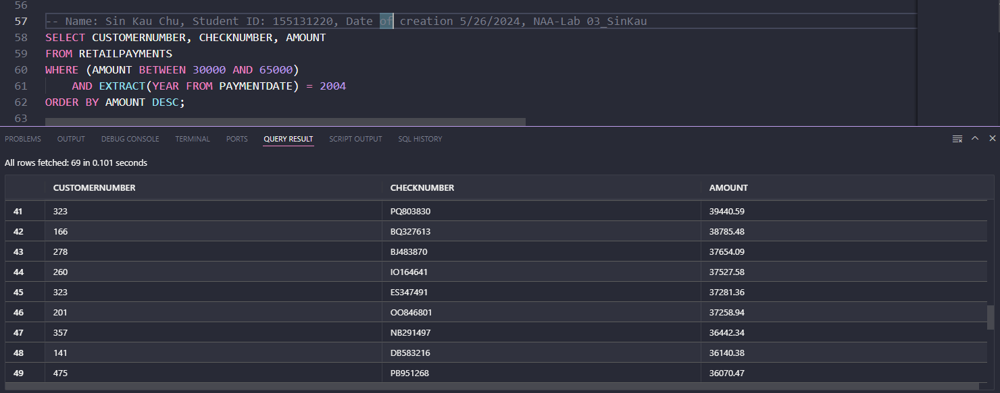 56
57 -- Name: Sin Kau Chu, Student ID: 155131220, Date of creation 5/26/2024, NAA-Lab 03_SinKau
58 SELECT CUSTOMERNUMBER, CHECKNUMBER, AMOUNT
59 FROM RETAILPAYMENTS
60 WHERE (AMOUNT BETWEEN 30000 AND 65000)
61 AND EXTRACT(YEAR FROM PAYMENTDATE) = 2004
62 ORDER BY AMOUNT DESC;
63
PROBLEMS OUTPUT DEBUG CONSOLE TERMINAL PORTS QUERY RESULT SCRIPT OUTPUT SQL HISTORY
All rows fetched: 69 in 0.101 seconds
CUSTOMERNUMBER CHECKNUMBER AMOUNT
41 323 PQ803830 39440.59
42 166 BQ327613 38785.48
43 278 BJ483870 37654.09
44 260 IO164641 37527.58
45 323 ES347491 37281.36
46 201 OO846801 37258.94
47 357 NB291497 36442.34
48 141 DB583216 36140.38
49 475 PB951268 36070.47